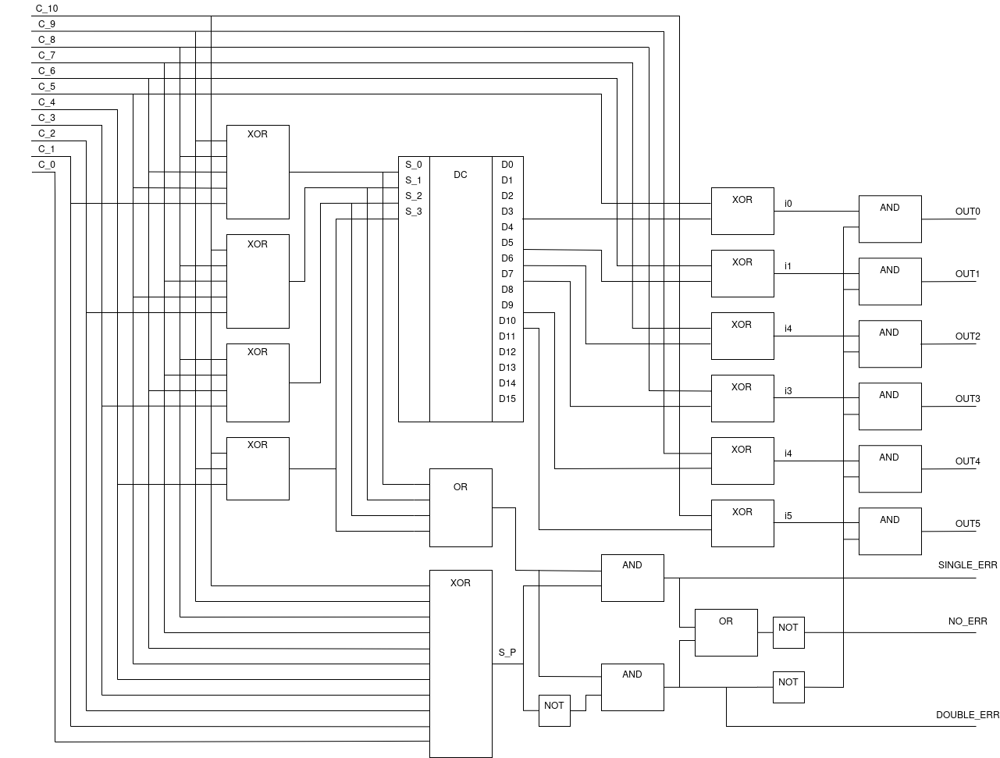 C_10
C_9
C_8
C_7
C_6
C_5
C_4
C_3
C_2
C_1
C_0
XOR
XOR
XOR
XOR
S_0
S_1
S_2
S_3
DC
D0
D1
D2
D3
D4
D5
D6
D7
D8
D9
D10
D11
D12
D13
D14
D15
OR
XOR
S_P
XOR
i0
AND
OUT0
XOR
i1
AND
OUT1
XOR
i4
AND
OUT2
XOR
i3
AND
OUT3
XOR
i4
AND
OUT4
XOR
i5
AND
OUT5
AND
SINGLE_ERR
OR
NOT
NO_ERR
NOT
AND
NOT
DOUBLE_ERR